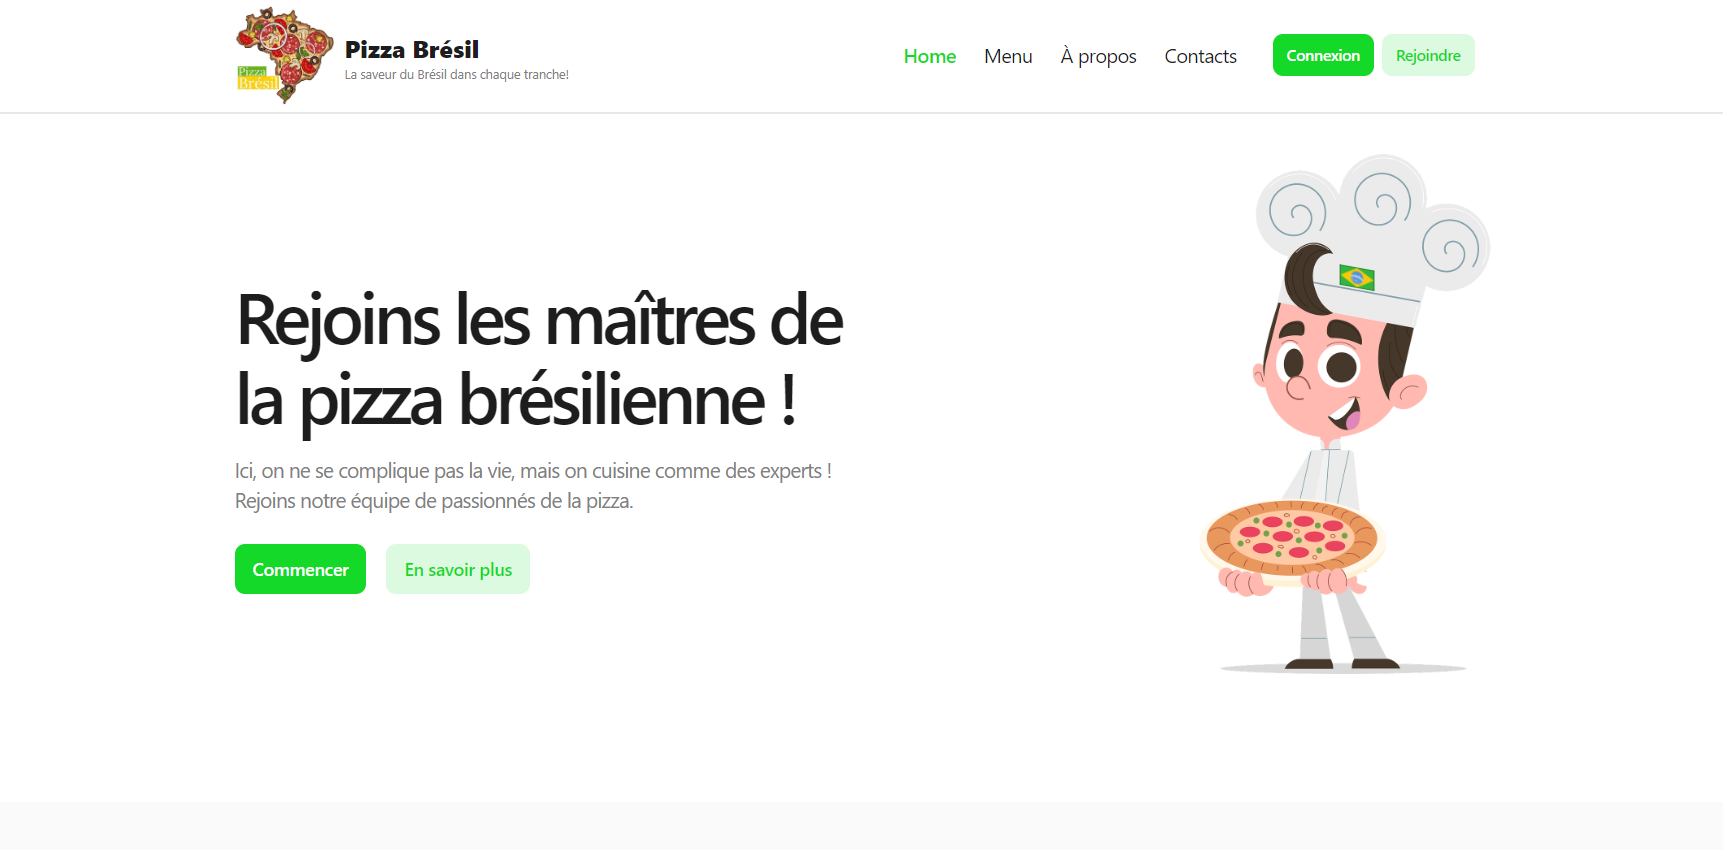 Pizza
Brésil
Pizza Brésil
La saveur du Brésil dans chaque tranche!
Home
Menu
À propos
Contacts
Connexion
Rejoindre
Rejoins les maîtres de
la pizza brésilienne !
Ici, on ne se complique pas la vie, mais on cuisine comme des experts !
Rejoins notre équipe de passionnés de la pizza.
Commencer
En savoir plus